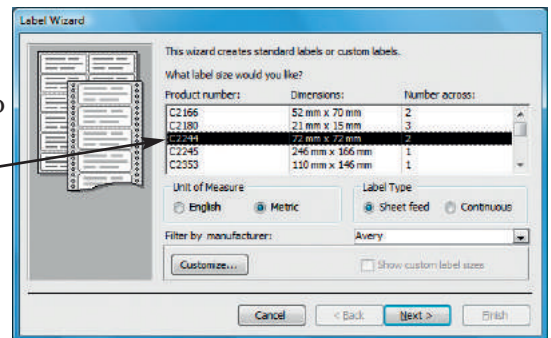 Label Wizard
This wizard creates standard labels or custom labels.
What label size would you like?
Product number: Dimensions: Number across:
C2166 52 mm x 70 mm 2
C2180 21 mm x 15 mm 3
C2244 72 mm x 72 mm 2
C2245 246 mm x 166 mm 1
C2353 110 mm x 146 mm 1
Unit of Measure Label Type
English Metric Sheet feed Continuous
Filter by manufacturer: Avery
Customize... Show custom label sizes
Cancel < Back Next > Finish